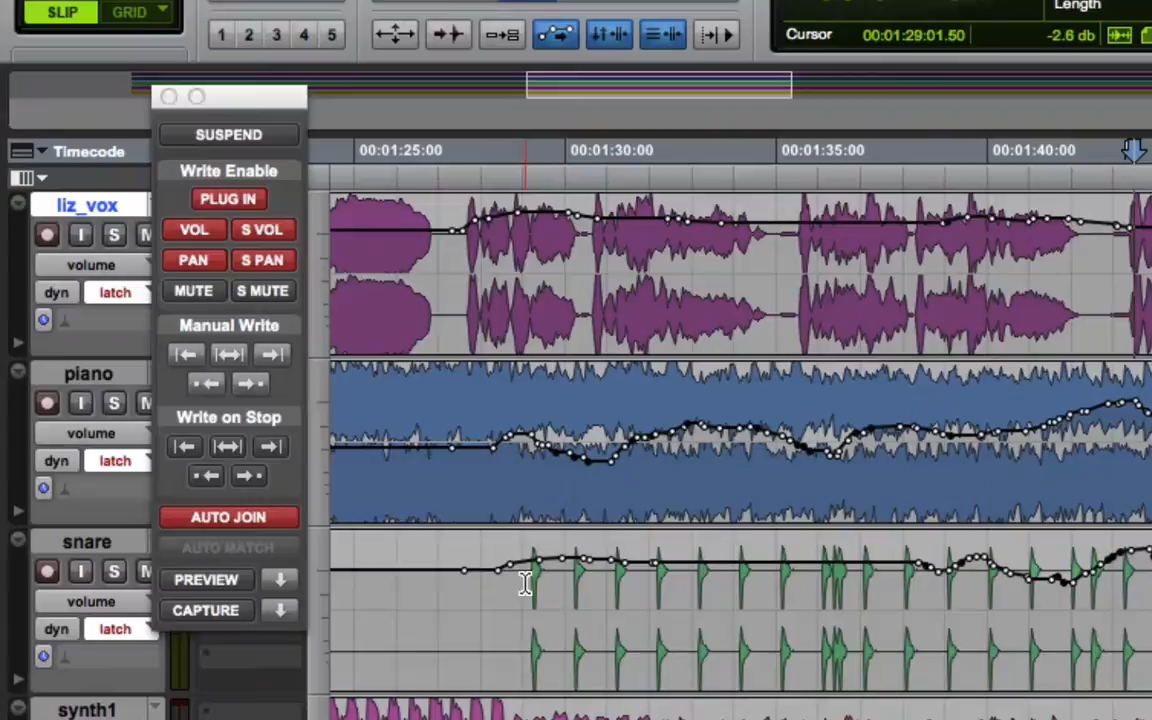 SLIP GRID
1 2 3 4 5
Length
Cursor 00:01:29:01.50 -2.6 db
SUSPEND
Timecode
00:01:25:00 00:01:30:00 00:01:35:00 00:01:40:00
Write Enable
PLUG IN
liz_vox
VOL S VOL
I S M
PAN S PAN
volume
MUTE S MUTE
dyn latch
Manual Write
piano
I S M
Write on Stop
volume
dyn latch
AUTO JOIN
snare
AUTO MATCH
I S M
PREVIEW
volume
CAPTURE
dyn latch
synth1